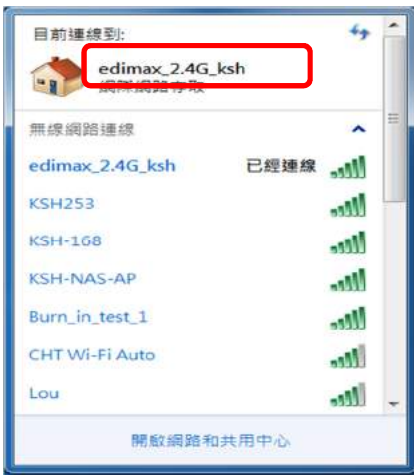 目前連線到:
edimax_2.4G_ksh
網際網路存取
無線網路連線
edimax_2.4G_ksh 已經連線
KSH253
KSH-168
KSH-NAS-AP
Burn_in_test_1
CHT Wi-Fi Auto
Lou
開啟網路和共用中心